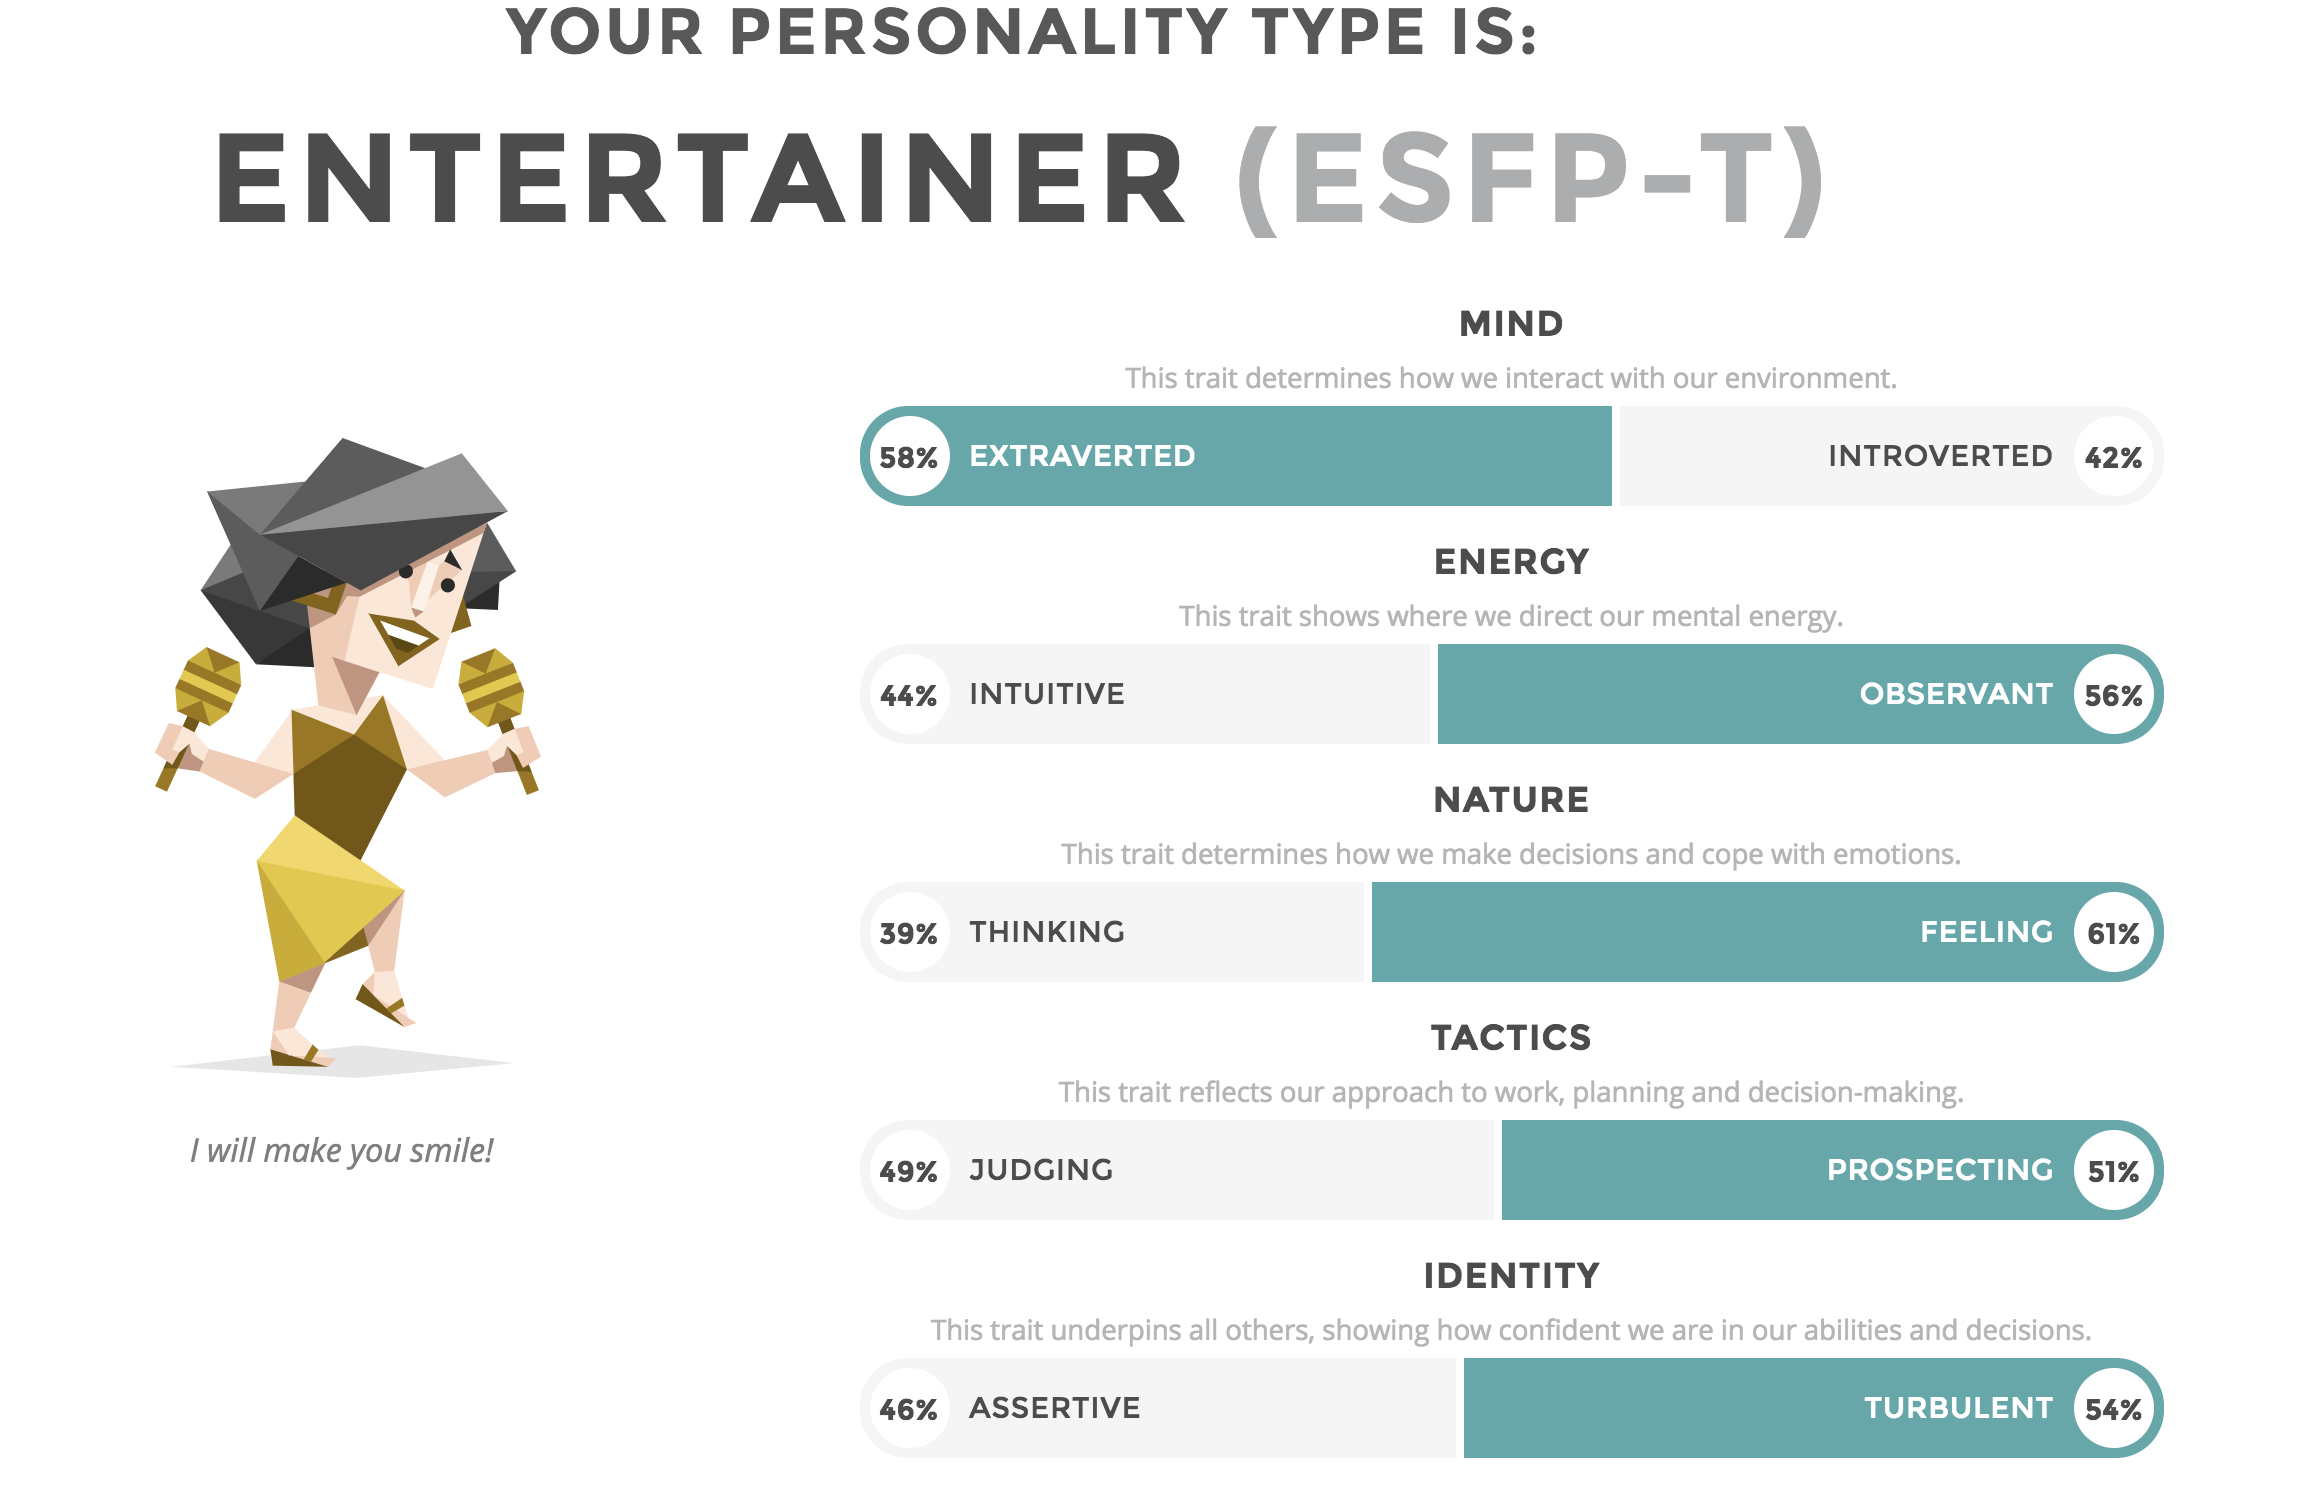 YOUR PERSONALITY TYPE IS:
ENTERTAINER (ESFP-T)
MIND
This trait determines how we interact with our environment.
58% EXTRAVERTED INTROVERTED 42%
ENERGY
This trait shows where we direct our mental energy.
44% INTUITIVE OBSERVANT 56%
NATURE
This trait determines how we make decisions and cope with emotions.
39% THINKING FEELING 61%
TACTICS
This trait reflects our approach to work, planning and decision-making.
49% JUDGING PROSPECTING 51%
IDENTITY
This trait underpins all others, showing how confident we are in our abilities and decisions.
46% ASSERTIVE TURBULENT 54%
I will make you smile!